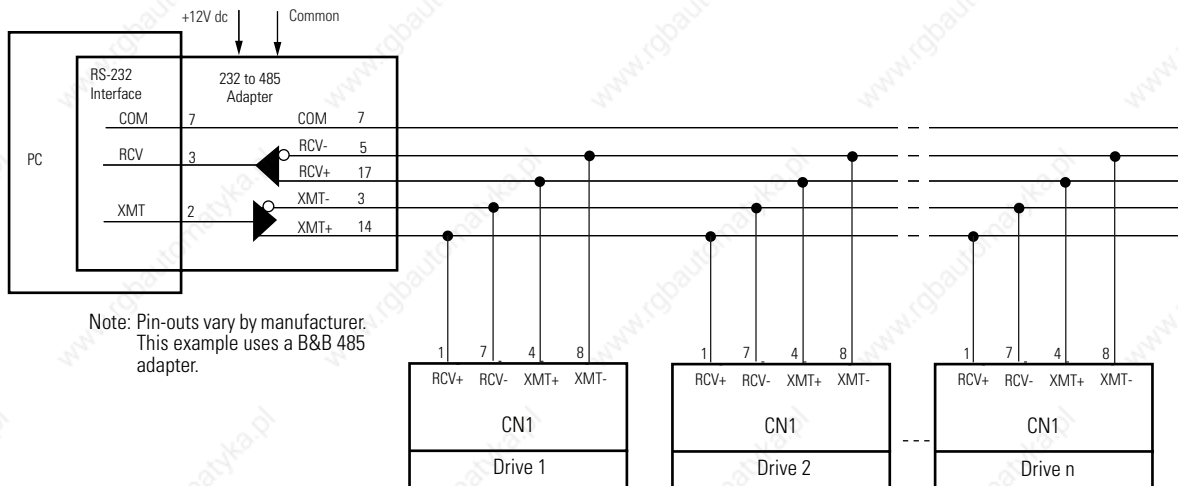 +12V dc
Common
RS-232
Interface
232 to 485
Adapter
PC
COM 7 COM 7
RCV- 5
RCV 3
RCV+ 17
XMT- 3
XMT 2
XMT+ 14
Note: Pin-outs vary by manufacturer.
This example uses a B&B 485
adapter.
1 7 4 8
RCV+ RCV- XMT+ XMT-
CN1
Drive 1
1 7 4 8
RCV+ RCV- XMT+ XMT-
CN1
Drive 2
1 7 4 8
RCV+ RCV- XMT+ XMT-
CN1
Drive n
www.rgbautomatyka.pl